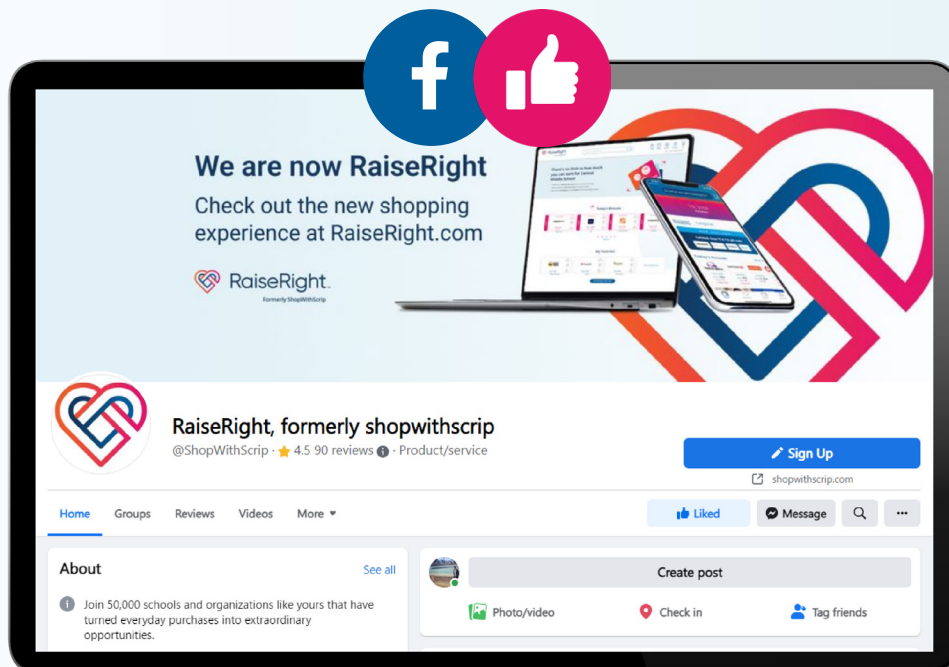 f
We are now RaiseRight
Check out the new shopping
experience at RaiseRight.com
RaiseRight.
Formerly ShopWithScrip
RaiseRight, formerly shopwithscrip
@ShopWithScrip · 4.5 90 reviews · Product/service
Sign Up
shopwithscrip.com
Home Groups Reviews Videos More
Liked Message
About See all
Join 50,000 schools and organizations like yours that have
turned everyday purchases into extraordinary
opportunities.
Create post
Photo/video Check in Tag friends